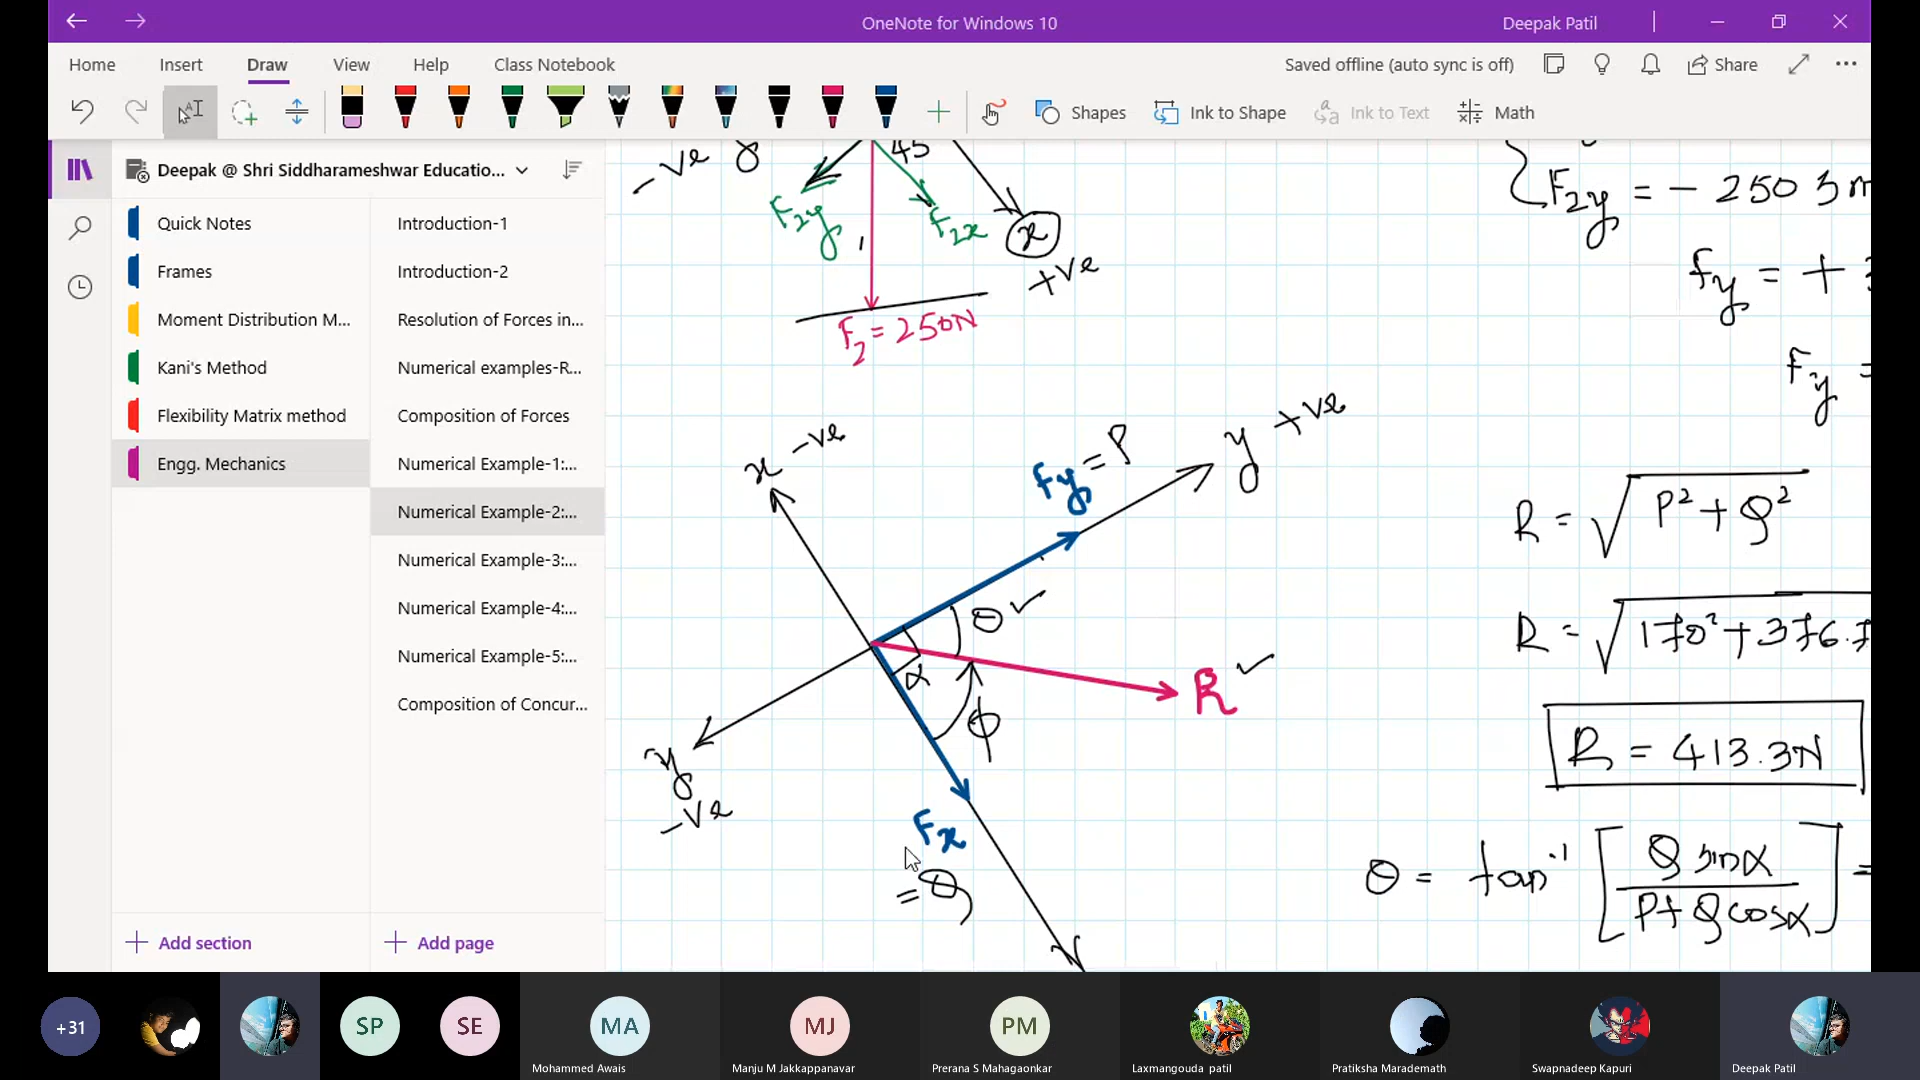 OneNote for Windows 10
Deepak Patil
Home Insert Draw View Help Class Notebook
Saved offline (auto sync is off)
Share
Shapes
Ink to Shape
Ink to Text
Math
Deepak @ Shri Siddharameshwar Educatio...
Quick Notes
Frames
Moment Distribution M...
Kani's Method
Flexibility Matrix method
Engg. Mechanics
Add section
Introduction-1
Introduction-2
Resolution of Forces in...
Numerical examples-R...
Composition of Forces
Numerical Example-1:...
Numerical Example-2:...
Numerical Example-3:...
Numerical Example-4:...
Numerical Example-5:...
Composition of Concur...
Add page
-ve y
45
F2y
F2x
x
+ve
F2 = 250N
x -ve
Fy = P
y +ve
θ ✓
α
R ✓
ϕ
y
-ve
Fx
= Q
F2y = - 250
fy = +
Fy =
R = √P² + Q²
R = √170² + 376.7
R = 413.3N
θ = tan⁻¹ [Q sinα / P + Q cosα] =
+31
SP
SE
MA
Mohammed Awais
MJ
Manju M Jakkappanavar
PM
Prerana S Mahagaonkar
Laxmangouda patil
Pratiksha Marademath
Swapnadeep Kapuri
Deepak Patil